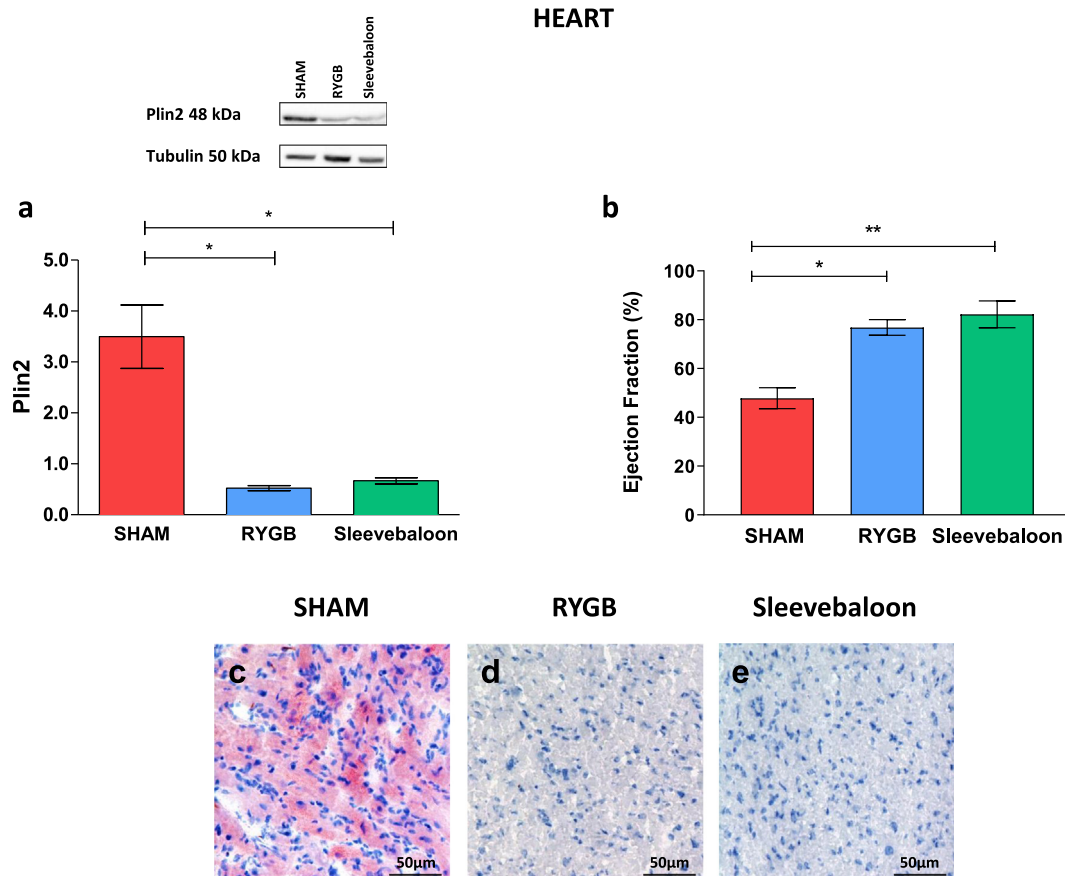 HEART
SHAM
RYGB
Sleevebaloon
Plin2 48 kDa
Tubulin 50 kDa
a
*
*
5.0
4.0
3.0
2.0
1.0
0.0
Plin2
SHAM
RYGB
Sleevebaloon
b
**
*
100
80
60
40
20
0
Ejection Fraction (%)
SHAM
RYGB
Sleevebaloon
SHAM
RYGB
Sleevebaloon
c
50μm
d
50μm
e
50μm